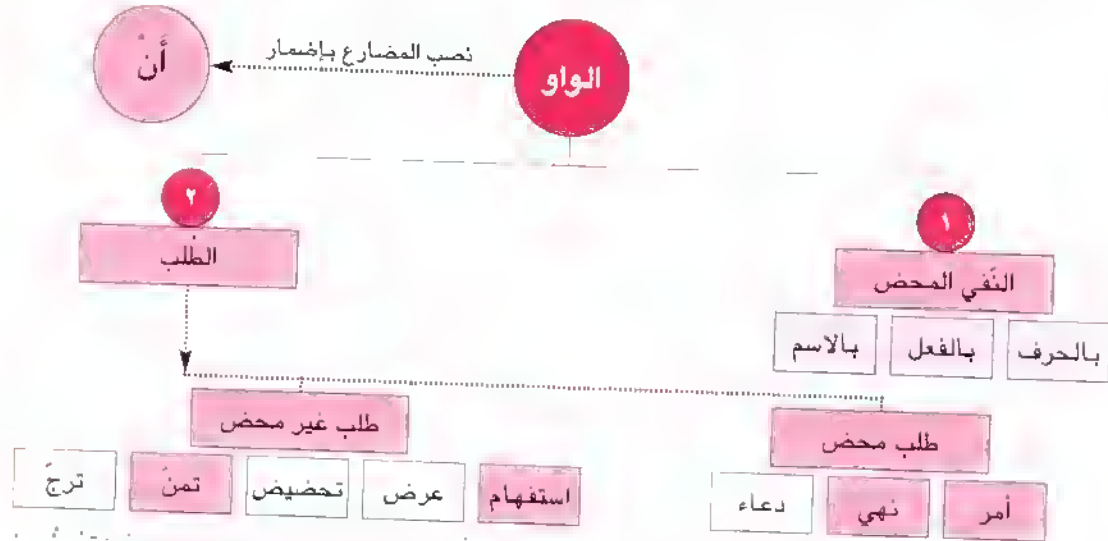 الواو
نصب المضارع بإضمار
أَنْ
١
النّفي المحض
بالحرف
بالفعل
بالاسم
٢
الطلب
طلب محض
أمر
نهي
دعاء
طلب غير محض
استفهام
عرض
تحضيض
تمنّ
ترجّ